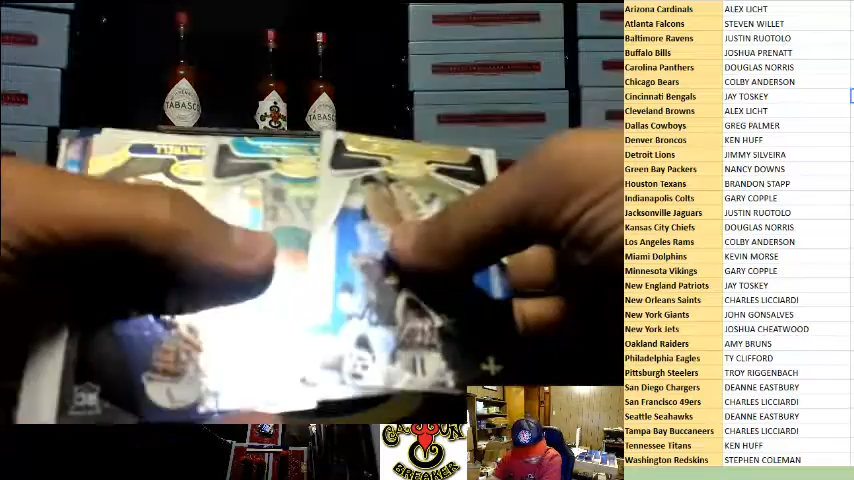 TABASCO
TABASCO
Arizona Cardinals ALEX LICHT
Atlanta Falcons STEVEN WILLET
Baltimore Ravens JUSTIN RUOTOLO
Buffalo Bills JOSHUA PRENATT
Carolina Panthers DOUGLAS NORRIS
Chicago Bears COLBY ANDERSON
Cincinnati Bengals JAY TOSKEY
Cleveland Browns ALEX LICHT
Dallas Cowboys GREG PALMER
Denver Broncos KEN HUFF
Detroit Lions JIMMY SILVEIRA
Green Bay Packers NANCY DOWNS
Houston Texans BRANDON STAPP
Indianapolis Colts GARY COPPLE
Jacksonville Jaguars JUSTIN RUOTOLO
Kansas City Chiefs DOUGLAS NORRIS
Los Angeles Rams COLBY ANDERSON
Miami Dolphins KEVIN MORSE
Minnesota Vikings GARY COPPLE
New England Patriots JAY TOSKEY
New Orleans Saints CHARLES LICCIARDI
New York Giants JOHN GONSALVES
New York Jets JOSHUA CHEATWOOD
Oakland Raiders AMY BRUNS
Philadelphia Eagles TY CLIFFORD
Pittsburgh Steelers TROY RIGGENBACH
San Diego Chargers DEANNE EASTBURY
San Francisco 49ers CHARLES LICCIARDI
Seattle Seahawks DEANNE EASTBURY
Tampa Bay Buccaneers CHARLES LICCIARDI
Tennessee Titans KEN HUFF
Washington Redskins STEPHEN COLEMAN
CAJUN
BREAKER